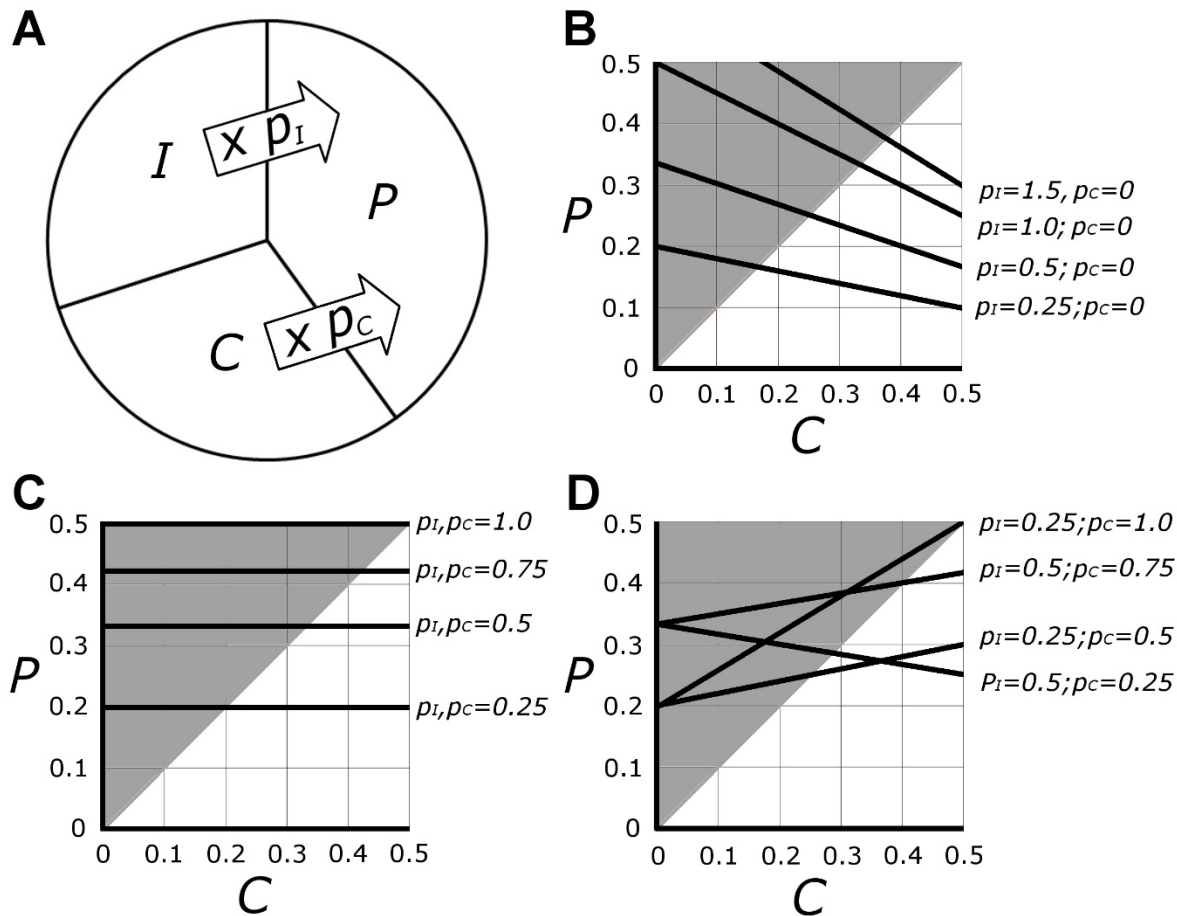 A
I
x pI
P
C
x pC
B
0.5
0.4
0.3
0.2
0.1
0
P
0 0.1 0.2 0.3 0.4 0.5
C
pI=1.5, pC=0
pI=1.0; pC=0
pI=0.5; pC=0
pI=0.25;pC=0
C
0.5
0.4
0.3
0.2
0.1
0
P
0 0.1 0.2 0.3 0.4 0.5
C
pI,pC=1.0
pI,pC=0.75
pI,pC=0.5
pI,pC=0.25
D
0.5
0.4
0.3
0.2
0.1
0
P
0 0.1 0.2 0.3 0.4 0.5
C
pI=0.25;pC=1.0
pI=0.5;pC=0.75
pI=0.25;pC=0.5
PI=0.5;pC=0.25